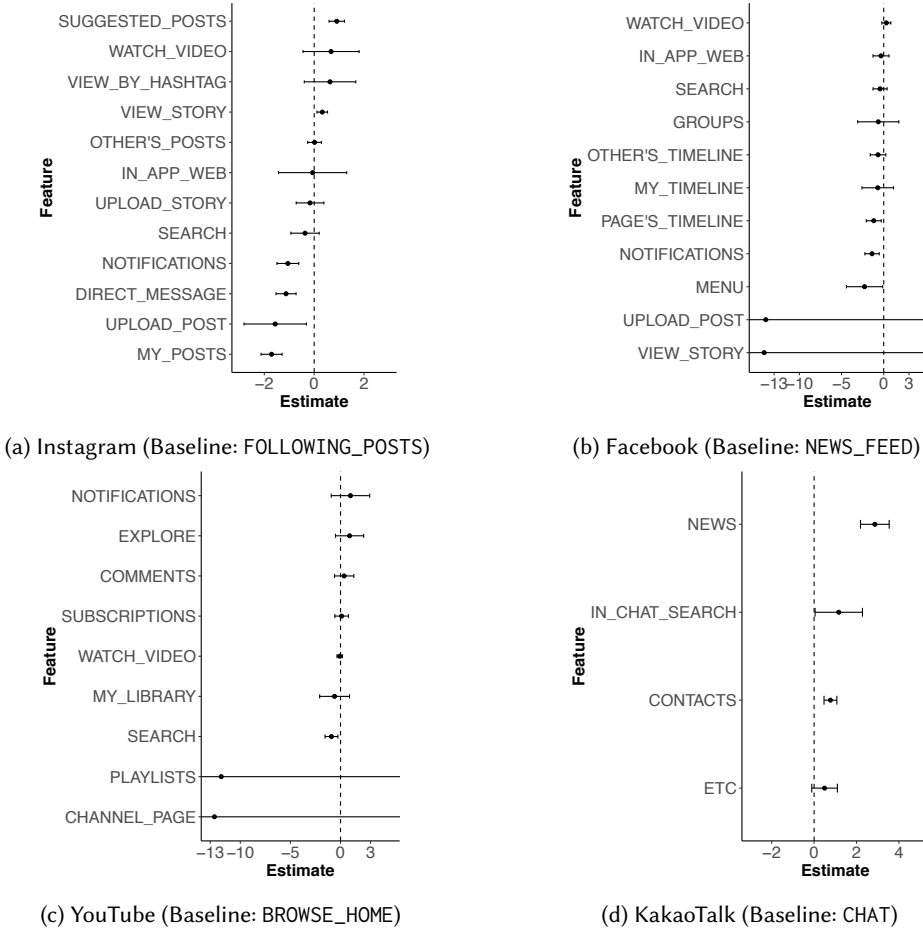 SUGGESTED_POSTS
WATCH_VIDEO
VIEW_BY_HASHTAG
VIEW_STORY
OTHER'S_POSTS
IN_APP_WEB
UPLOAD_STORY
SEARCH
NOTIFICATIONS
DIRECT_MESSAGE
UPLOAD_POST
MY_POSTS
Feature
−2 0 2
Estimate
(a) Instagram (Baseline: FOLLOWING_POSTS)
WATCH_VIDEO
IN_APP_WEB
SEARCH
GROUPS
OTHER'S_TIMELINE
MY_TIMELINE
PAGE'S_TIMELINE
NOTIFICATIONS
MENU
UPLOAD_POST
VIEW_STORY
Feature
−13 −10 −5 0 3
Estimate
(b) Facebook (Baseline: NEWS_FEED)
NOTIFICATIONS
EXPLORE
COMMENTS
SUBSCRIPTIONS
WATCH_VIDEO
MY_LIBRARY
SEARCH
PLAYLISTS
CHANNEL_PAGE
Feature
−13 −10 −5 0 3
Estimate
(c) YouTube (Baseline: BROWSE_HOME)
NEWS
IN_CHAT_SEARCH
CONTACTS
ETC
Feature
−2 0 2 4
Estimate
(d) KakaoTalk (Baseline: CHAT)